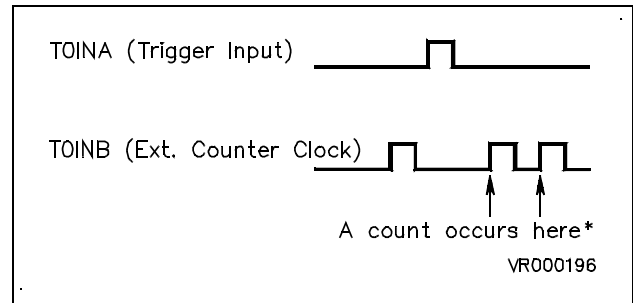 T0INA (Trigger Input)
T0INB (Ext. Counter Clock)
A count occurs here*
VR000196